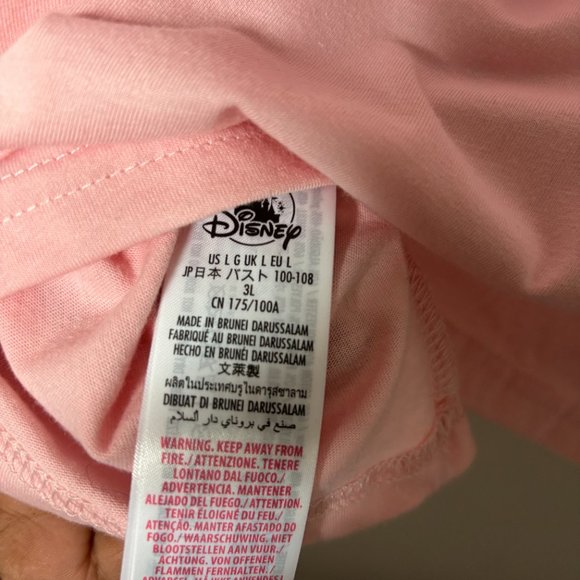 Disney
US L G UK L EU L
JP日本 バスト 100-108
3L
CN 175/100A
MADE IN BRUNEI DARUSSALAM
FABRIQUÉ AU BRUNEI DARUSSALAM
HECHO EN BRUNÉI DARUSSALAM
文萊製
ผลิตในประเทศบรูไนดารุสซาลาม
DIBUAT DI BRUNEI DARUSSALAM
صنع في بروناي دار السلام
WARNING. KEEP AWAY FROM
FIRE./ ATTENZIONE. TENERE
LONTANO DAL FUOCO./
ADVERTENCIA. MANTENER
ALEJADO DEL FUEGO./ ATTENTION.
TENIR ÉLOIGNÉ DU FEU./
ATENÇÃO. MANTER AFASTADO DO
FOGO./ WAARSCHUWING. NIET
BLOOTSTELLEN AAN VUUR./
ACHTUNG. VON OFFENEN
FLAMMEN FERNHALTEN./